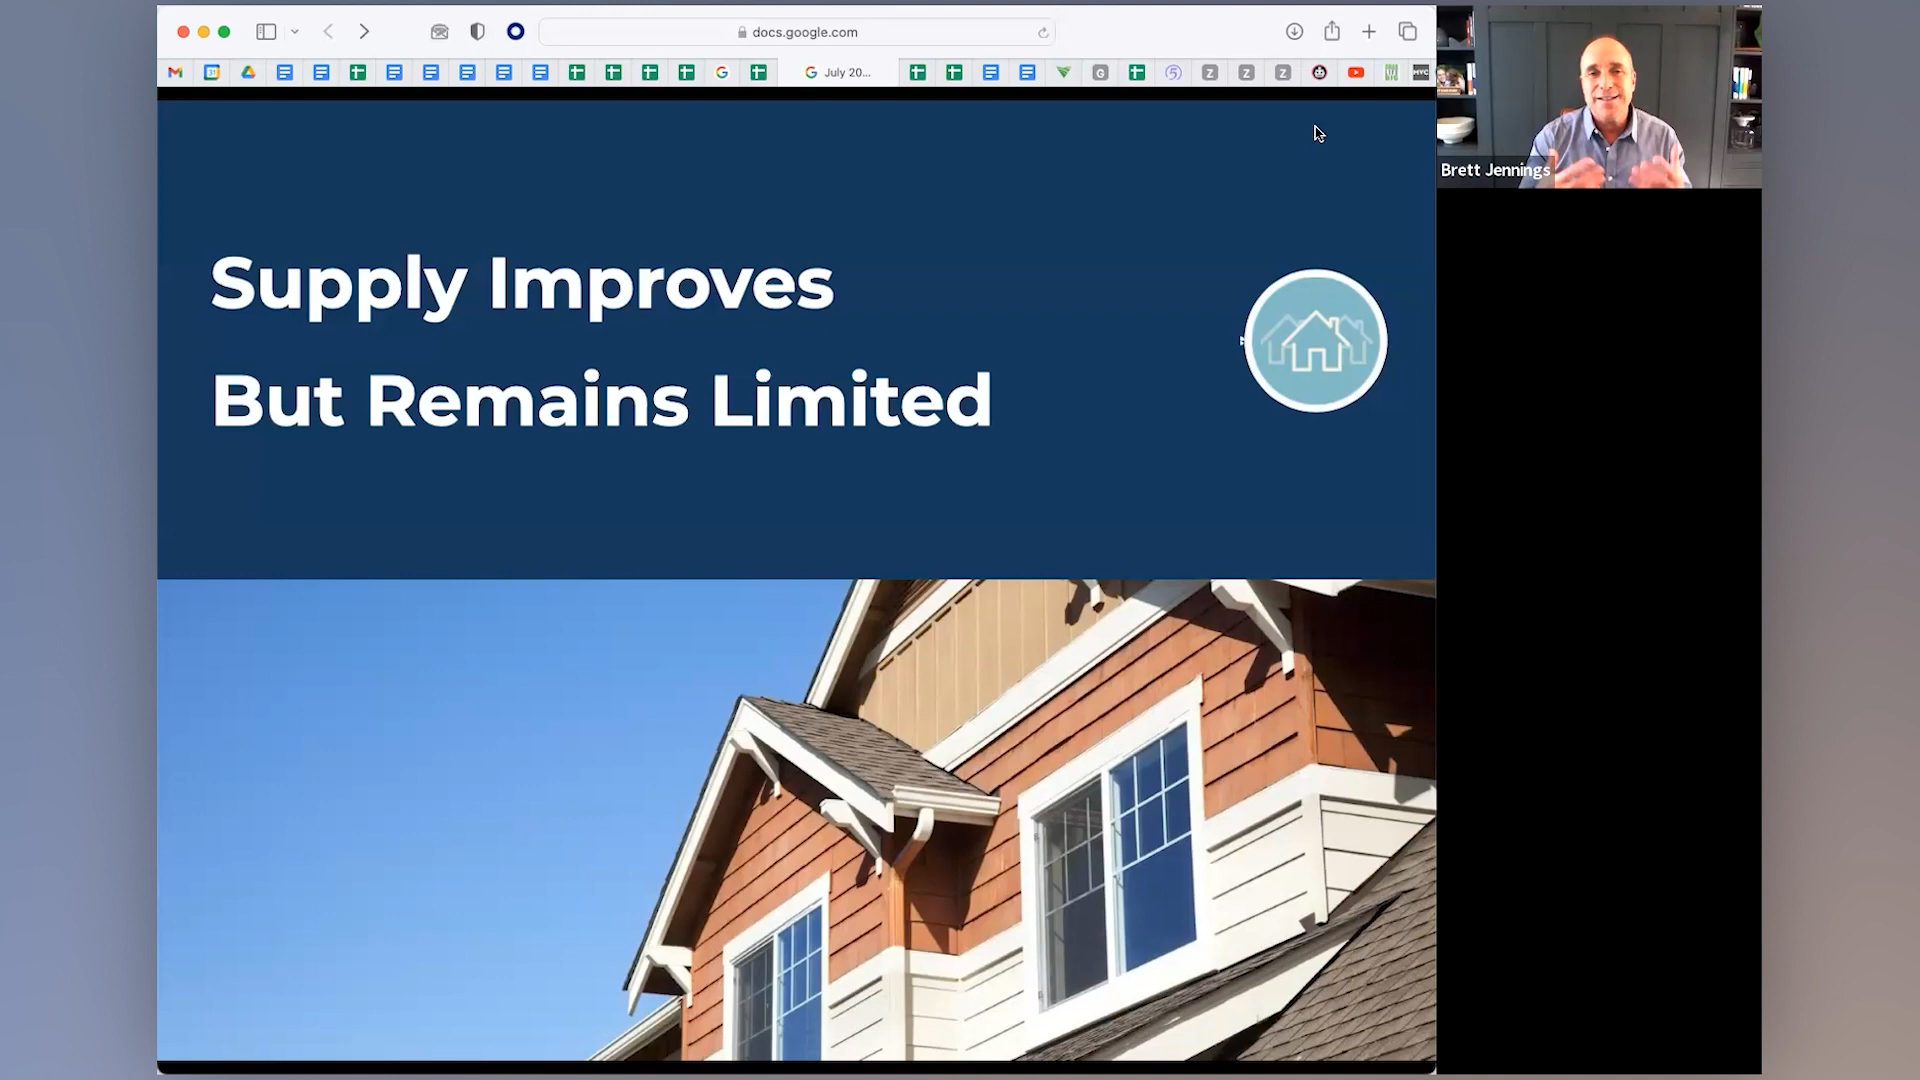 docs.google.com
July 20...
Supply Improves
But Remains Limited
Brett Jennings